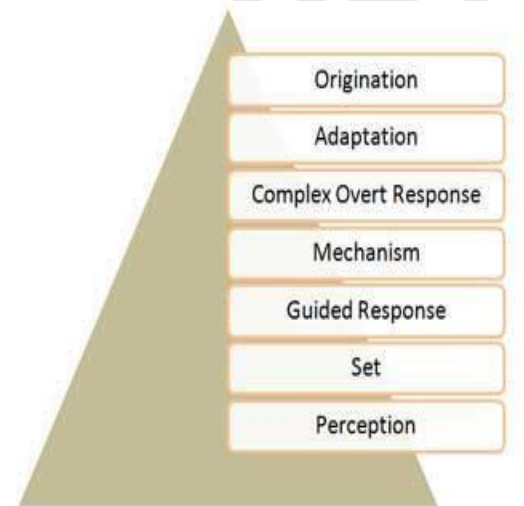 Origination
Adaptation
Complex Overt Response
Mechanism
Guided Response
Set
Perception